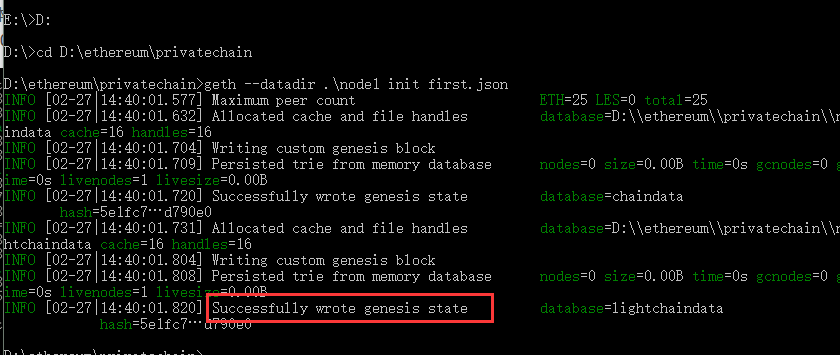 E:\>D:
D:\>cd D:\ethereum\privatechain
D:\ethereum\privatechain>geth --datadir .\node1 init first.json
INFO [02-27|14:40:01.577] Maximum peer count ETH=25 LES=0 total=25
INFO [02-27|14:40:01.632] Allocated cache and file handles database=D:\\ethereum\\privatechain\\n
indata cache=16 handles=16
INFO [02-27|14:40:01.704] Writing custom genesis block
INFO [02-27|14:40:01.709] Persisted trie from memory database nodes=0 size=0.00B time=0s gcnodes=0 g
ime=0s livenodes=1 livesize=0.00B
INFO [02-27|14:40:01.720] Successfully wrote genesis state database=chaindata
hash=5e1fc7…d790e0
INFO [02-27|14:40:01.731] Allocated cache and file handles database=D:\\ethereum\\privatechain\\n
htchaindata cache=16 handles=16
INFO [02-27|14:40:01.804] Writing custom genesis block
INFO [02-27|14:40:01.808] Persisted trie from memory database nodes=0 size=0.00B time=0s gcnodes=0 g
ime=0s livenodes=1 livesize=0.00B
INFO [02-27|14:40:01.820] Successfully wrote genesis state database=lightchaindata
hash=5e1fc7…d790e0